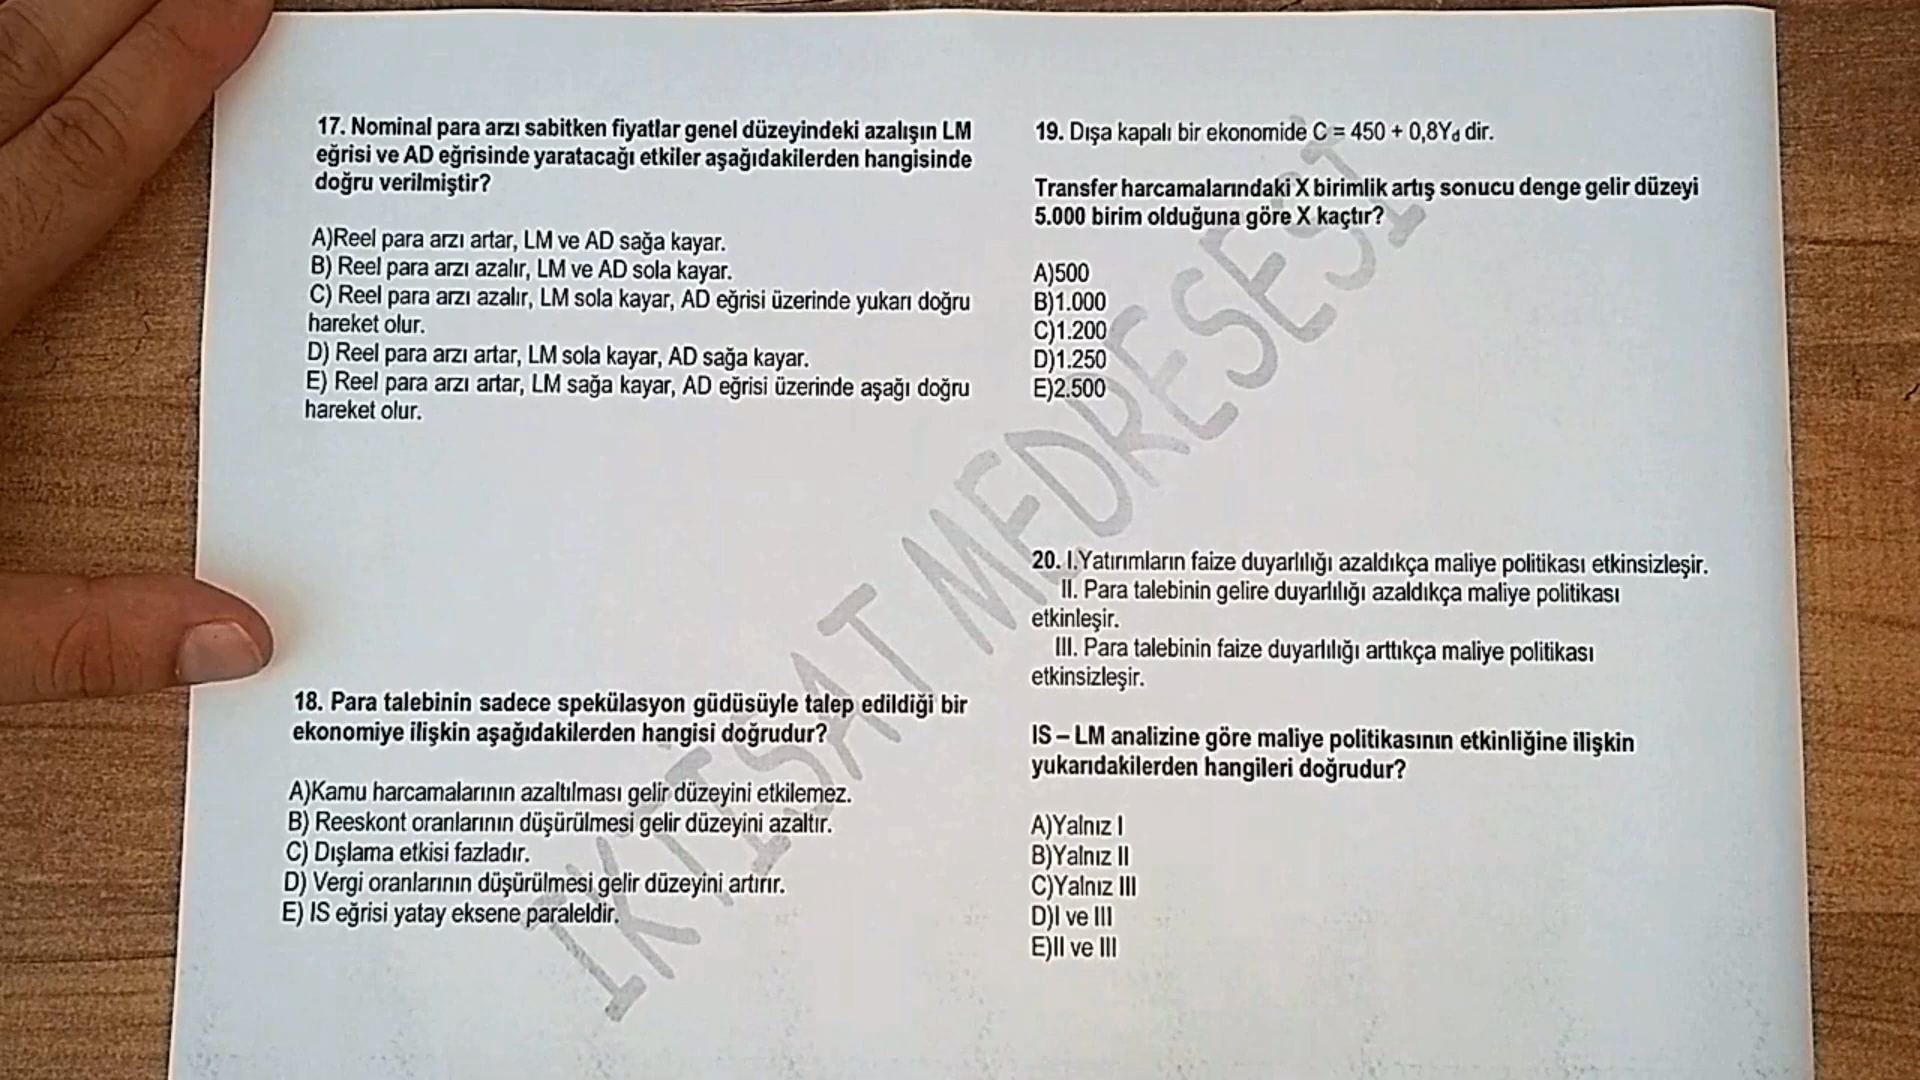 17. Nominal para arzı sabitken fiyatlar genel düzeyindeki azalışın LM
eğrisi ve AD eğrisinde yaratacağı etkiler aşağıdakilerden hangisinde
doğru verilmiştir?
A)Reel para arzı artar, LM ve AD sağa kayar.
B) Reel para arzı azalır, LM ve AD sola kayar.
C) Reel para arzı azalır, LM sola kayar, AD eğrisi üzerinde yukarı doğru
hareket olur.
D) Reel para arzı artar, LM sola kayar, AD sağa kayar.
E) Reel para arzı artar, LM sağa kayar, AD eğrisi üzerinde aşağı doğru
hareket olur.
18. Para talebinin sadece spekülasyon güdüsüyle talep edildiği bir
ekonomiye ilişkin aşağıdakilerden hangisi doğrudur?
A)Kamu harcamalarının azaltılması gelir düzeyini etkilemez.
B) Reeskont oranlarının düşürülmesi gelir düzeyini azaltır.
C) Dışlama etkisi fazladır.
D) Vergi oranlarının düşürülmesi gelir düzeyini artırır.
E) IS eğrisi yatay eksene paraleldir.
19. Dışa kapalı bir ekonomide C = 450 + 0,8Yd dir.
Transfer harcamalarındaki X birimlik artış sonucu denge gelir düzeyi
5.000 birim olduğuna göre X kaçtır?
A)500
B)1.000
C)1.200
D)1.250
E)2.500
20. I.Yatırımların faize duyarlılığı azaldıkça maliye politikası etkinsizleşir.
II. Para talebinin gelire duyarlılığı azaldıkça maliye politikası
etkinleşir.
III. Para talebinin faize duyarlılığı arttıkça maliye politikası
etkinsizleşir.
IS – LM analizine göre maliye politikasının etkinliğine ilişkin
yukarıdakilerden hangileri doğrudur?
A)Yalnız I
B)Yalnız II
C)Yalnız III
D)I ve III
E)II ve III
IKTISAT MEDRESESI